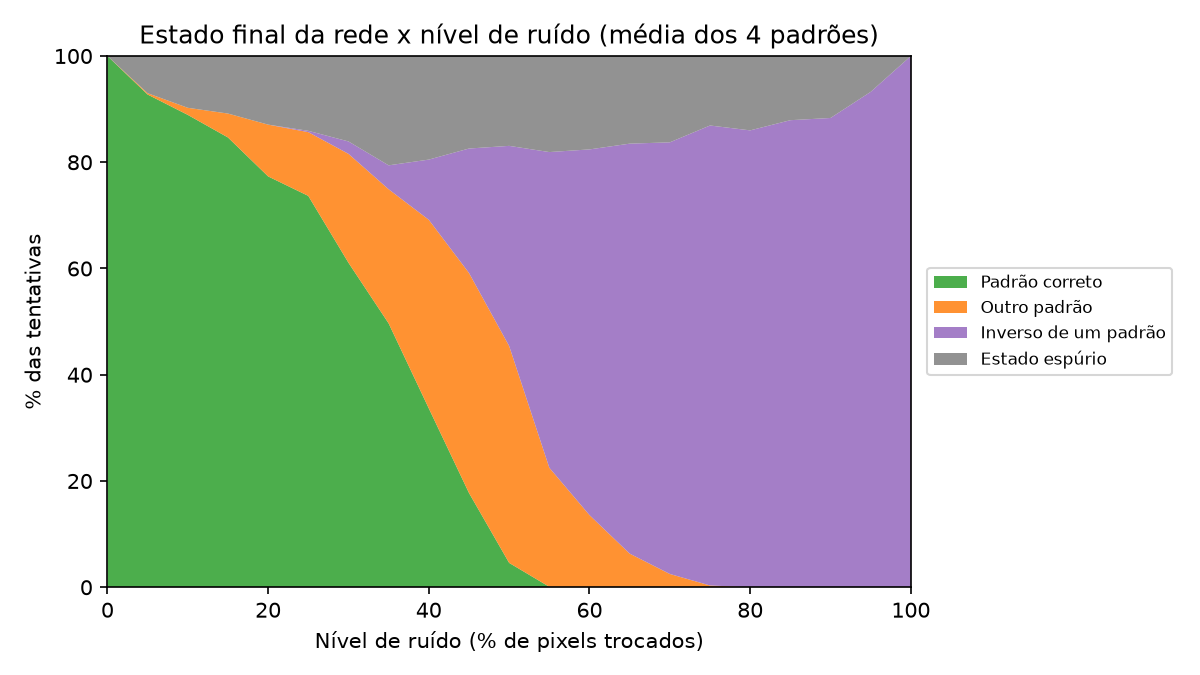 Estado final da rede x nível de ruído (média dos 4 padrões)
100
80
60
40
20
0
% das tentativas
0 20 40 60 80 100
Nível de ruído (% de pixels trocados)
Padrão correto
Outro padrão
Inverso de um padrão
Estado espúrio